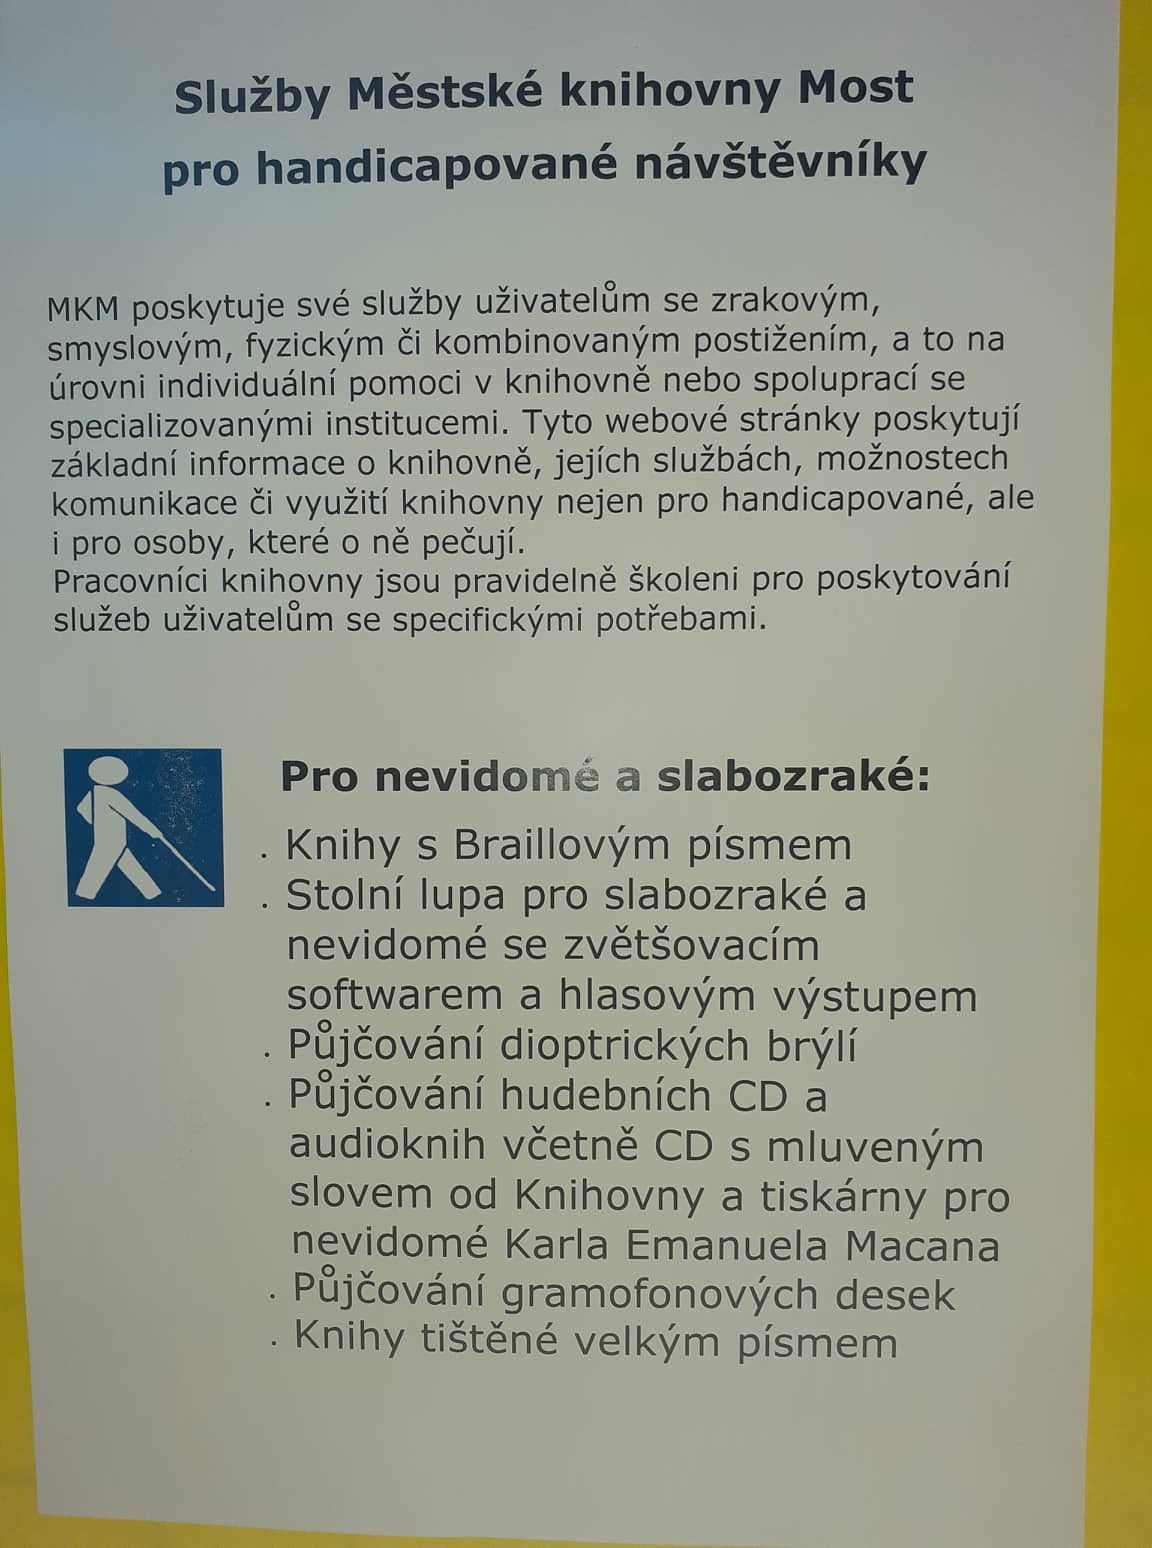 Služby Městské knihovny Most
pro handicapované návštěvníky
MKM poskytuje své služby uživatelům se zrakovým,
smyslovým, fyzickým či kombinovaným postižením, a to na
úrovni individuální pomoci v knihovně nebo spoluprací se
specializovanými institucemi. Tyto webové stránky poskytují
základní informace o knihovně, jejích službách, možnostech
komunikace či využití knihovny nejen pro handicapované, ale
i pro osoby, které o ně pečují.
Pracovníci knihovny jsou pravidelně školeni pro poskytování
služeb uživatelům se specifickými potřebami.
Pro nevidomé a slabozraké:
. Knihy s Braillovým písmem
. Stolní lupa pro slabozraké a
nevidomé se zvětšovacím
softwarem a hlasovým výstupem
. Půjčování dioptrických brýlí
. Půjčování hudebních CD a
audioknih včetně CD s mluveným
slovem od Knihovny a tiskárny pro
nevidomé Karla Emanuela Macana
. Půjčování gramofonových desek
. Knihy tištěné velkým písmem